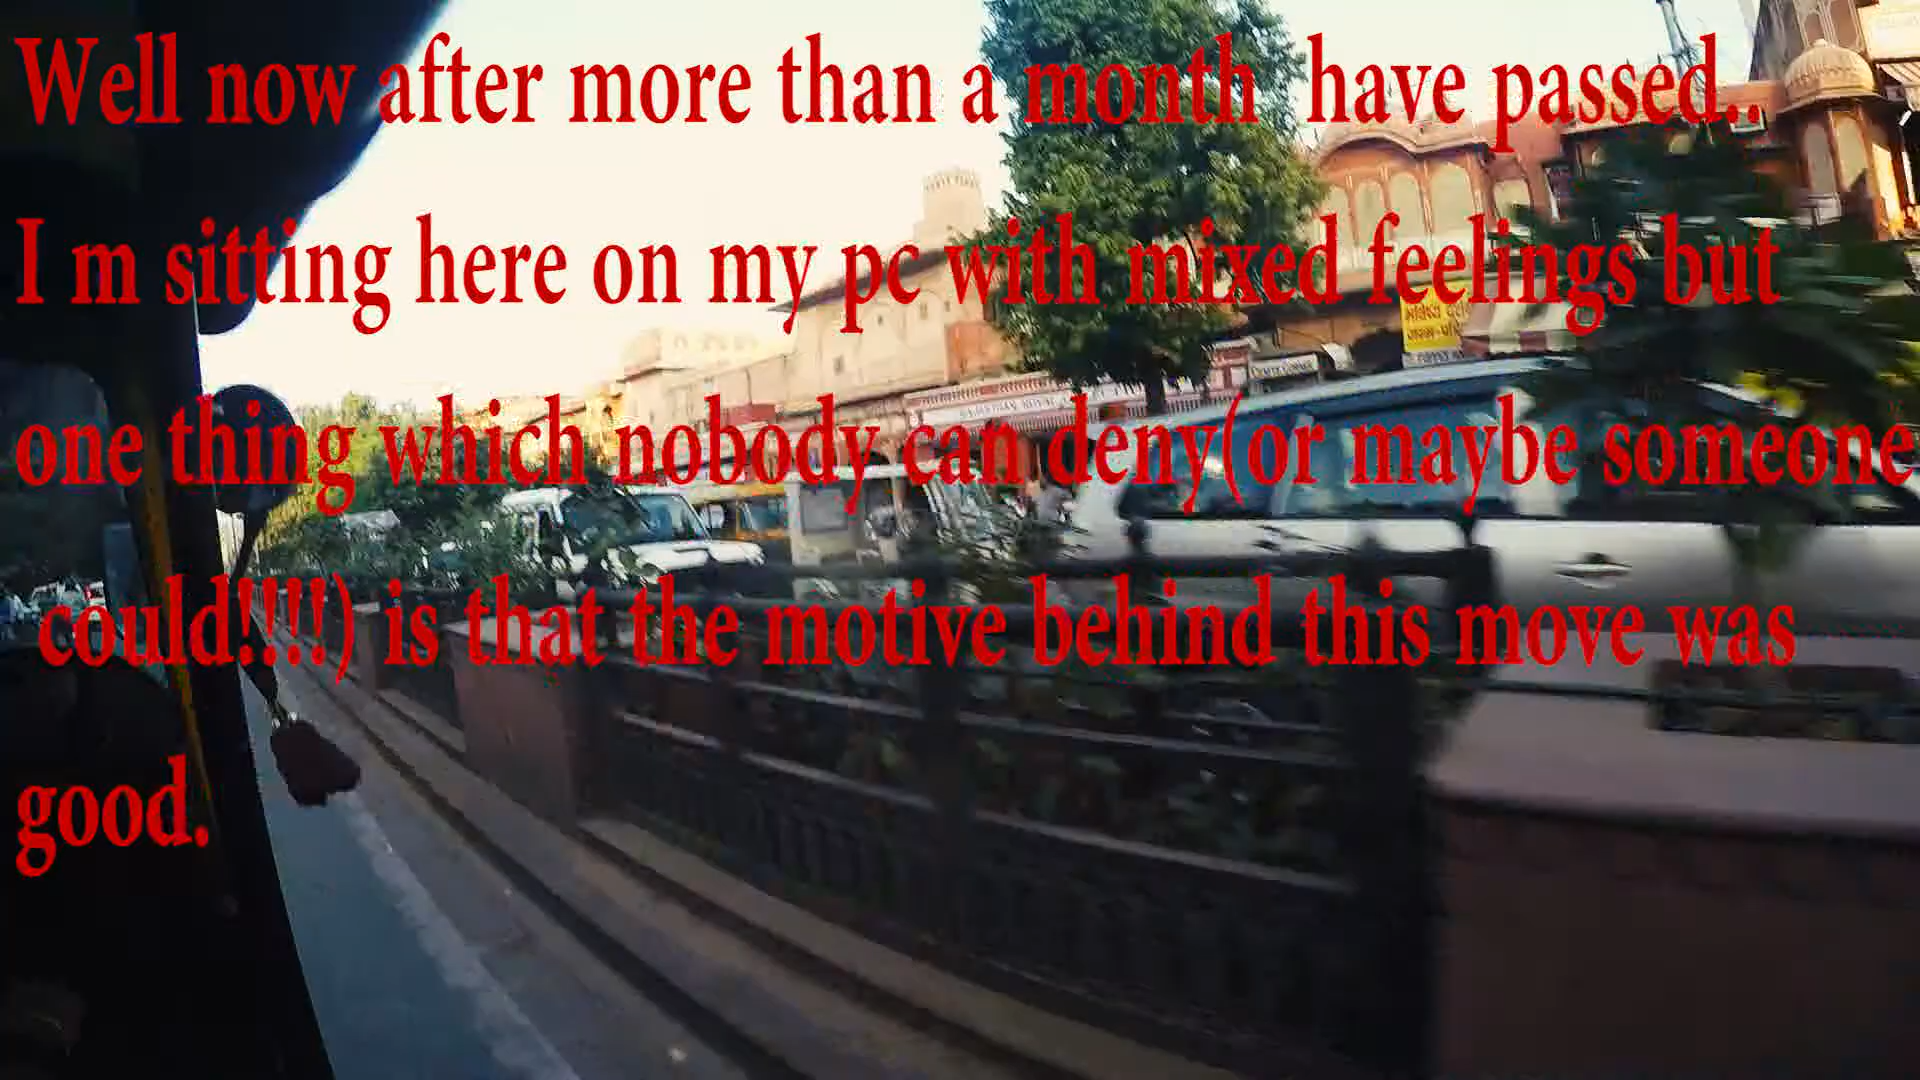 Well now after more than a month  have passed..
I m sitting here on my pc with mixed feelings but
one thing which nobody can deny(or maybe someone
could!!!!) is that the motive behind this move was
good.